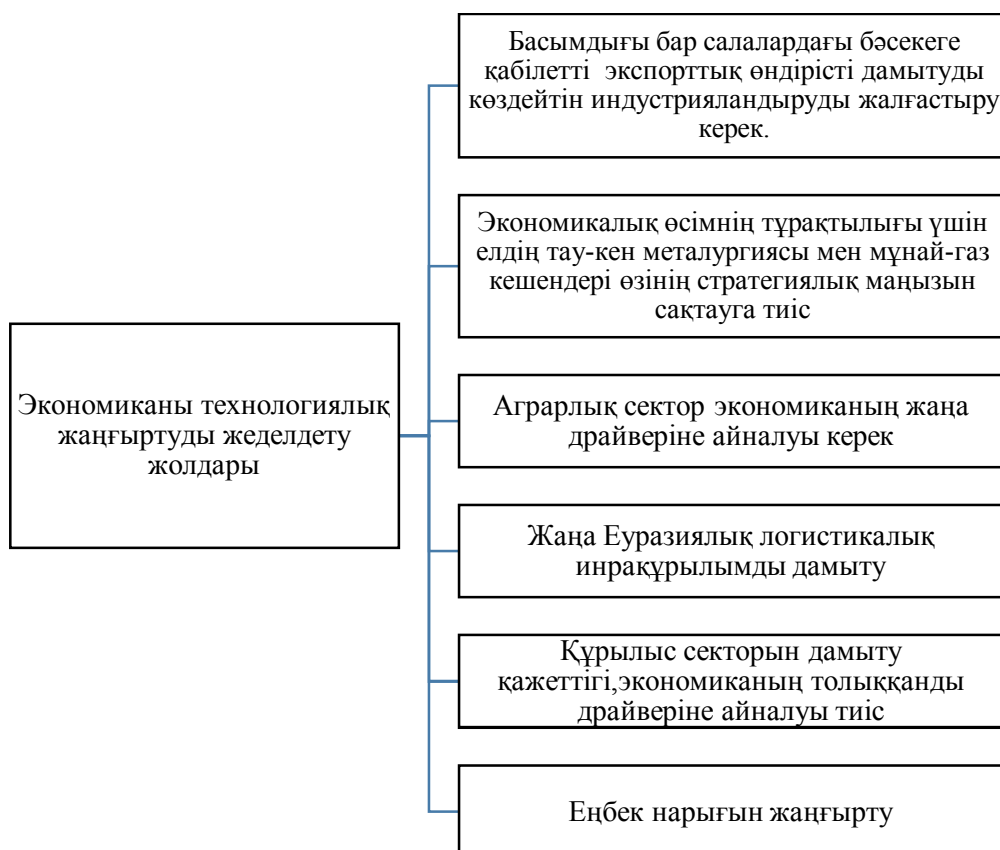 Басымдығы бар салалардағы бәсекеге
қабілетті экспорттық өндірісті дамытуды
көздейтін индустрияландыруды жалғастыру
керек.
Экономикалық өсімнің тұрақтылығы үшін
елдің тау-кен металургиясы мен мұнай-газ
кешендері өзінің стратегиялық маңызын
сақтауга тиіс
Экономиканы технологиялық
жаңғыртуды жеделдету
жолдары
Аграрлық сектор экономиканың жаңа
драйверіне айналуы керек
Жаңа Еуразиялық логистикалық
инрақұрылымды дамыту
Құрылыс секторын дамыту
қажеттігі,экономиканың толыққанды
драйверіне айналуы тиіс
Еңбек нарығын жаңғырту